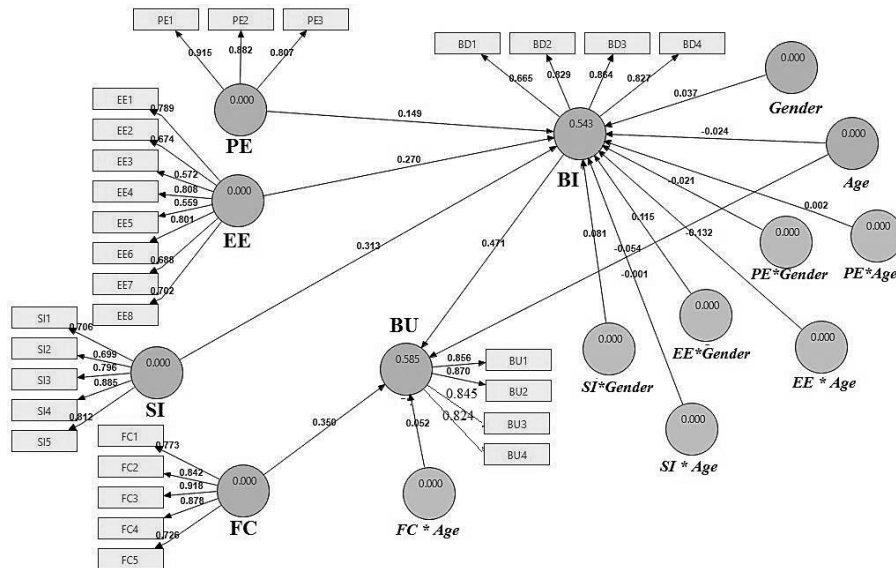 PE1
PE2
PE3
0.915
0.882
0.807
0.000
PE
BD1
BD2
BD3
BD4
0.665
0.829
0.864
0.827
0.543
BI
0.000
Gender
0.037
0.000
Age
-0.024
0.149
EE1
EE2
EE3
EE4
EE5
EE6
EE7
EE8
0.789
0.674
0.572
0.808
0.559
0.801
0.688
0.702
0.000
EE
0.270
0.313
0.471
-0.021
0.002
0.000
PE*Gender
0.000
PE*Age
0.081
0.115
-0.054
-0.132
-0.001
0.000
EE*Gender
0.000
EE * Age
0.000
SI*Gender
0.000
SI * Age
SI1
SI2
SI3
SI4
SI5
0.706
0.699
0.796
0.885
0.812
0.000
SI
BU
0.585
BU1
BU2
BU3
BU4
0.856
0.870
0.845
0.824
0.350
0.052
FC1
FC2
FC3
FC4
FC5
0.773
0.842
0.918
0.878
0.726
0.000
FC
0.000
FC * Age